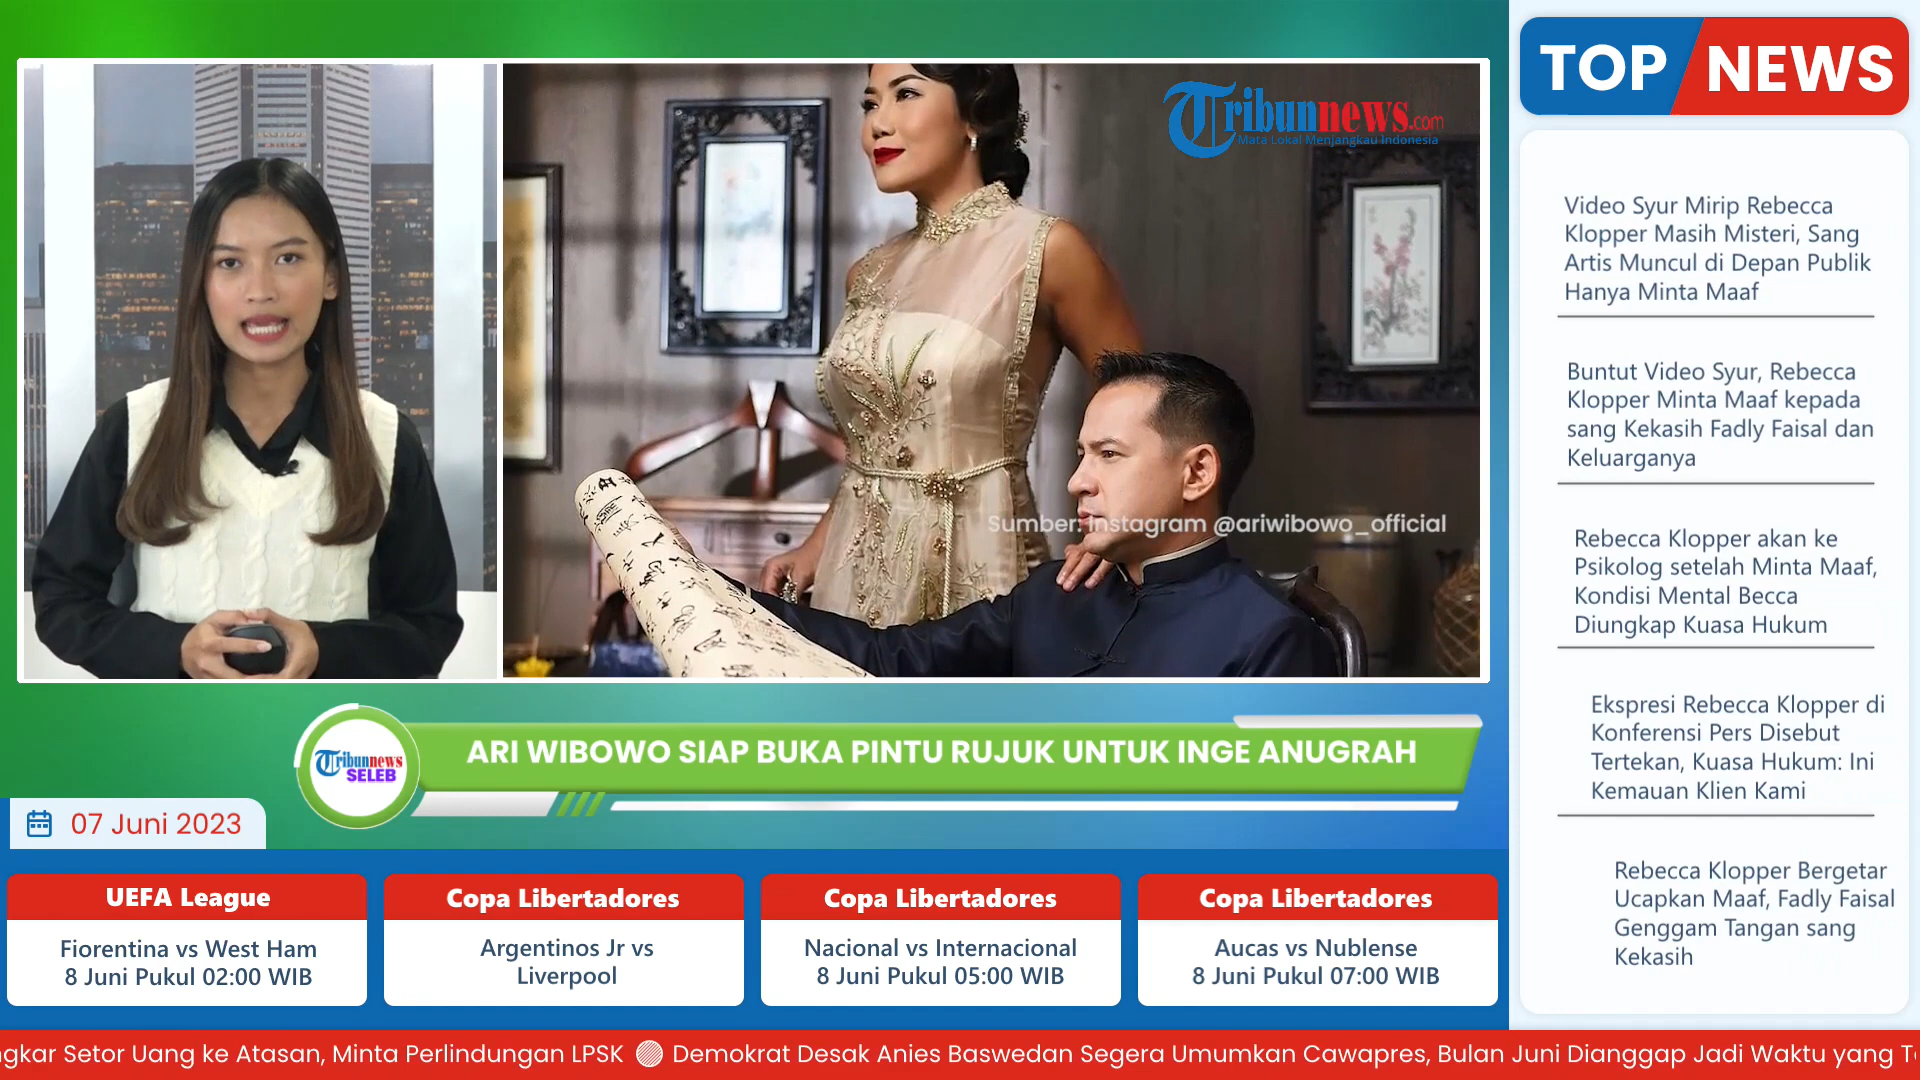 TOP NEWS
Tribunnews.com
Mata Lokal Menjangkau Indonesia
Sumber: Instagram @ariwibowo_official
Tribunnews
SELEB
ARI WIBOWO SIAP BUKA PINTU RUJUK UNTUK INGE ANUGRAH
07 Juni 2023
UEFA League
Fiorentina vs West Ham
8 Juni Pukul 02:00 WIB
Copa Libertadores
Argentinos Jr vs
Liverpool
Copa Libertadores
Nacional vs Internacional
8 Juni Pukul 05:00 WIB
Copa Libertadores
Aucas vs Nublense
8 Juni Pukul 07:00 WIB
Video Syur Mirip Rebecca
Klopper Masih Misteri, Sang
Artis Muncul di Depan Publik
Hanya Minta Maaf
Buntut Video Syur, Rebecca
Klopper Minta Maaf kepada
sang Kekasih Fadly Faisal dan
Keluarganya
Rebecca Klopper akan ke
Psikolog setelah Minta Maaf,
Kondisi Mental Becca
Diungkap Kuasa Hukum
Ekspresi Rebecca Klopper di
Konferensi Pers Disebut
Tertekan, Kuasa Hukum: Ini
Kemauan Klien Kami
Rebecca Klopper Bergetar
Ucapkan Maaf, Fadly Faisal
Genggam Tangan sang
Kekasih
ngkar Setor Uang ke Atasan, Minta Perlindungan LPSK Demokrat Desak Anies Baswedan Segera Umumkan Cawapres, Bulan Juni Dianggap Jadi Waktu yang